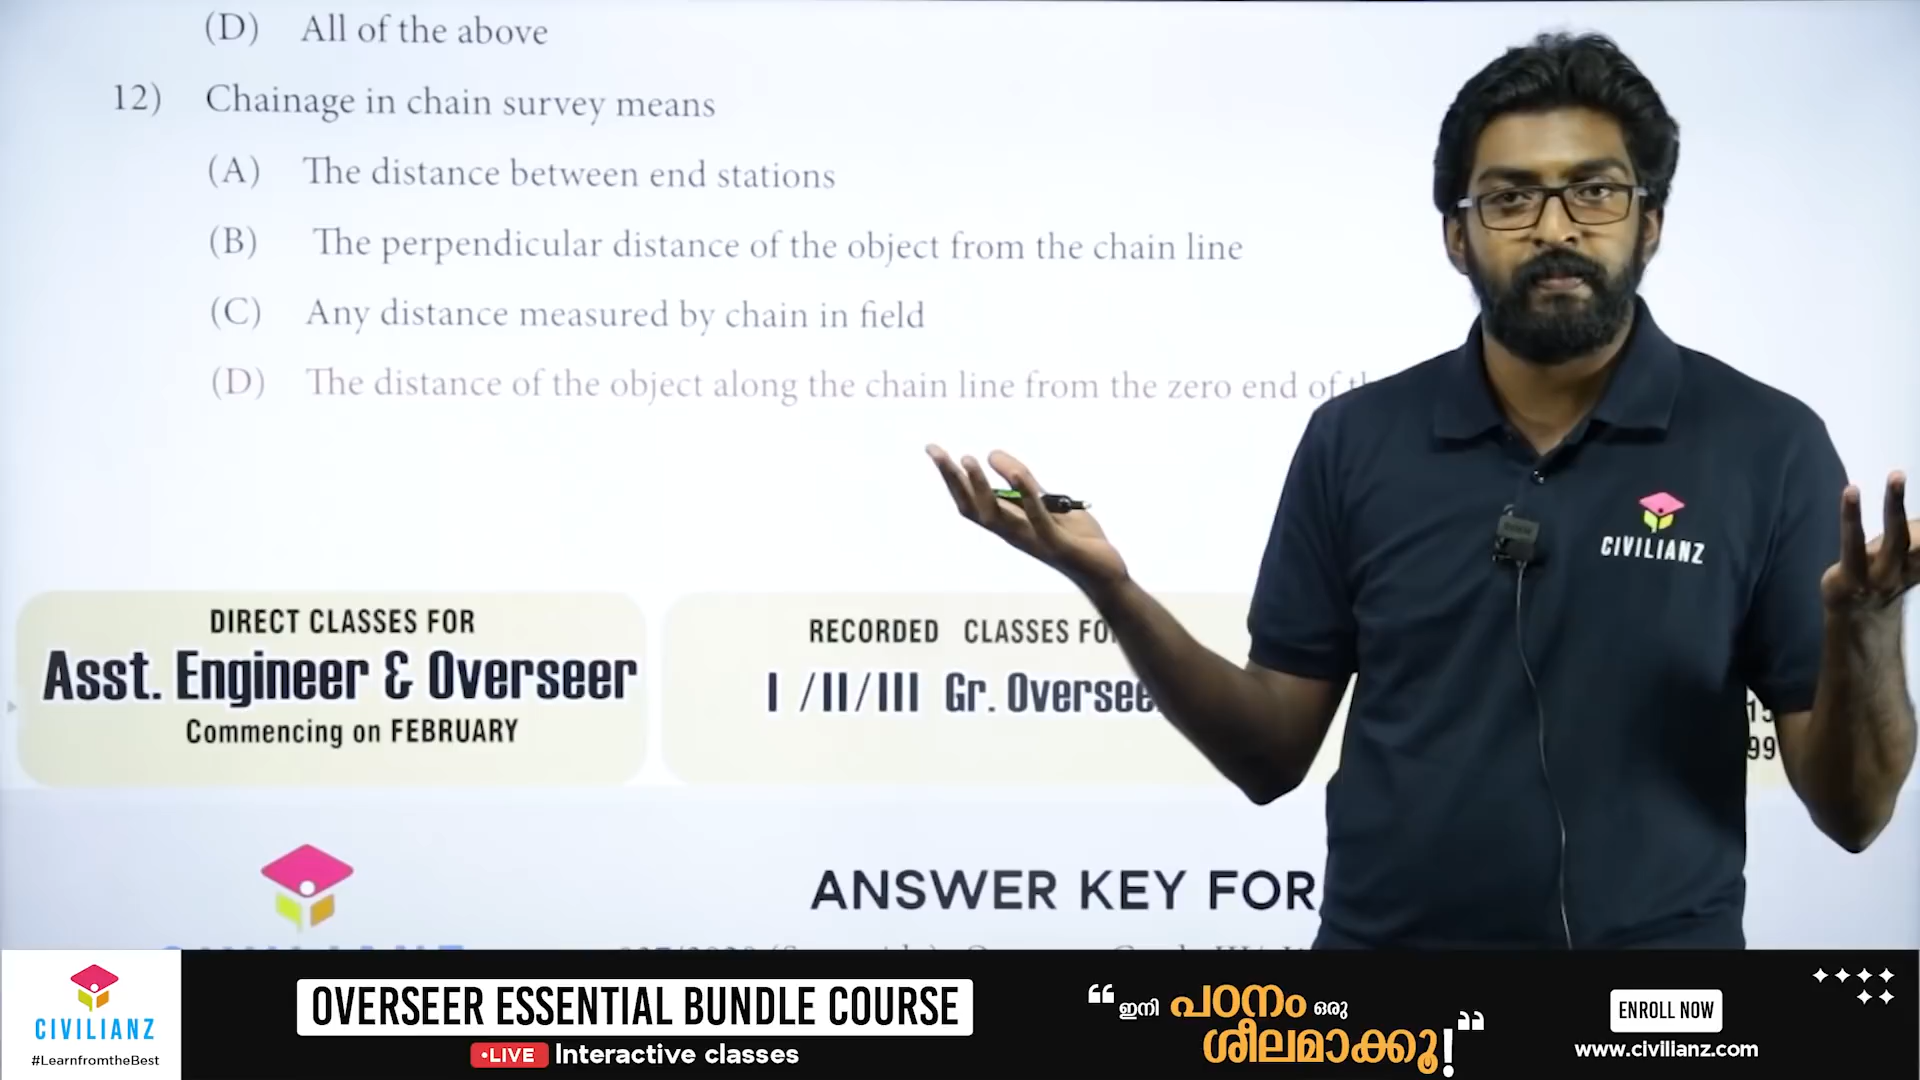 (D) All of the above
12) Chainage in chain survey means
(A) The distance between end stations
(B) The perpendicular distance of the object from the chain line
(C) Any distance measured by chain in field
(D) The distance of the object along the chain line from the zero end of
DIRECT CLASSES FOR
Asst. Engineer & Overseer
Commencing on FEBRUARY
RECORDED CLASSES
I /II/III Gr.
CIVILIANZ
ANSWER KEY FOR
CIVILIANZ
#LearnfromtheBest
OVERSEER ESSENTIAL BUNDLE COURSE
•LIVE Interactive classes
“ഇനി പഠനം ഒരു
ശീലമാക്കൂ!”
ENROLL NOW
www.civilianz.com